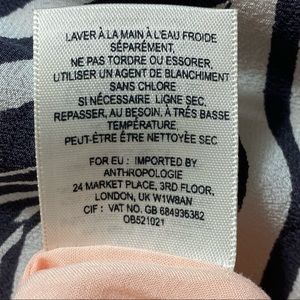 LAVER À LA MAIN À L'EAU FROIDE
SÉPARÉMENT,
NE PAS TORDRE OU ESSORER,
UTILISER UN AGENT DE BLANCHIMENT
SANS CHLORE
SI NÉCESSAIRE LIGNE SEC,
REPASSER, AU BESOIN, À TRÈS BASSE
TEMPÉRATURE,
PEUT-ÊTRE ÊTRE NETTOYÉE SEC
FOR EU : IMPORTED BY
ANTHROPOLOGIE
24 MARKET PLACE, 3RD FLOOR,
LONDON, UK W1W8AN
CIF : VAT NO. GB 684935382
OB521021